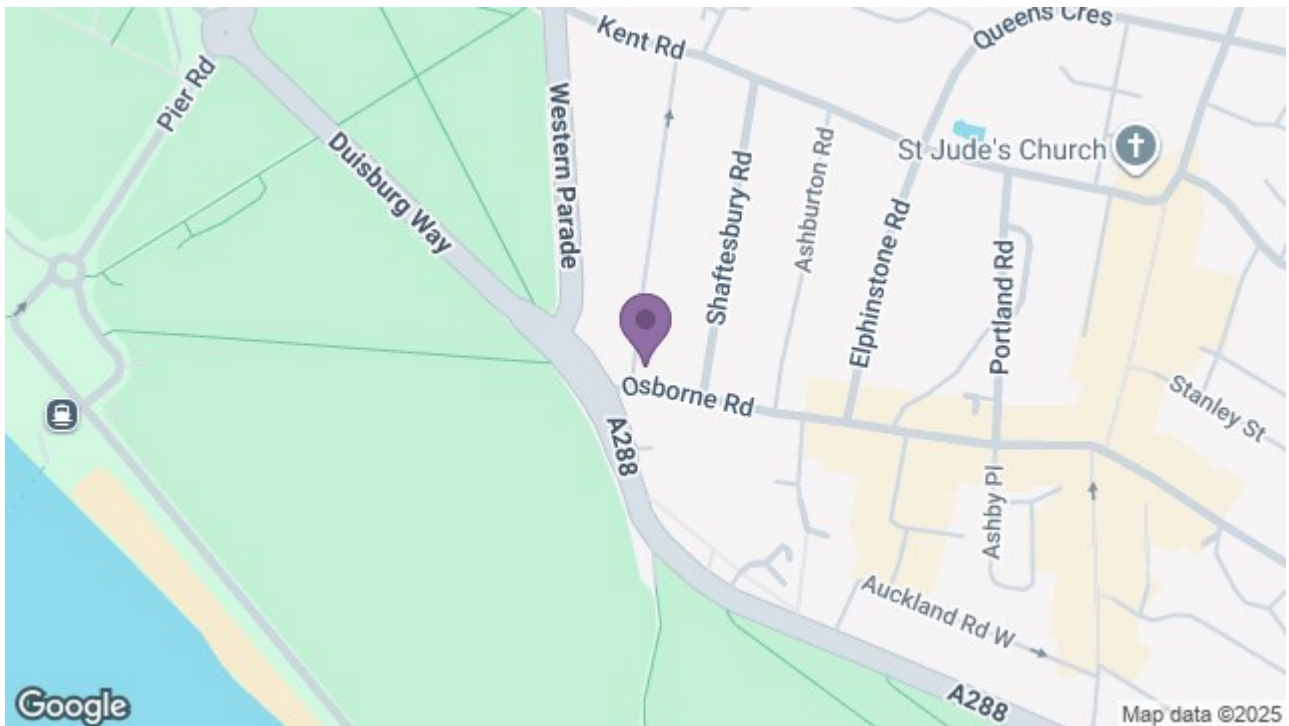 Queens Cres
Kent Rd
Pier Rd
Western Parade
Duisburg Way
St Jude's Church
Shaftesbury Rd
Ashburton Rd
Elphinstone Rd
Portland Rd
Osborne Rd
Stanley St
A288
Ashby Pl
Auckland Rd W
A288
Google
Map data ©2025